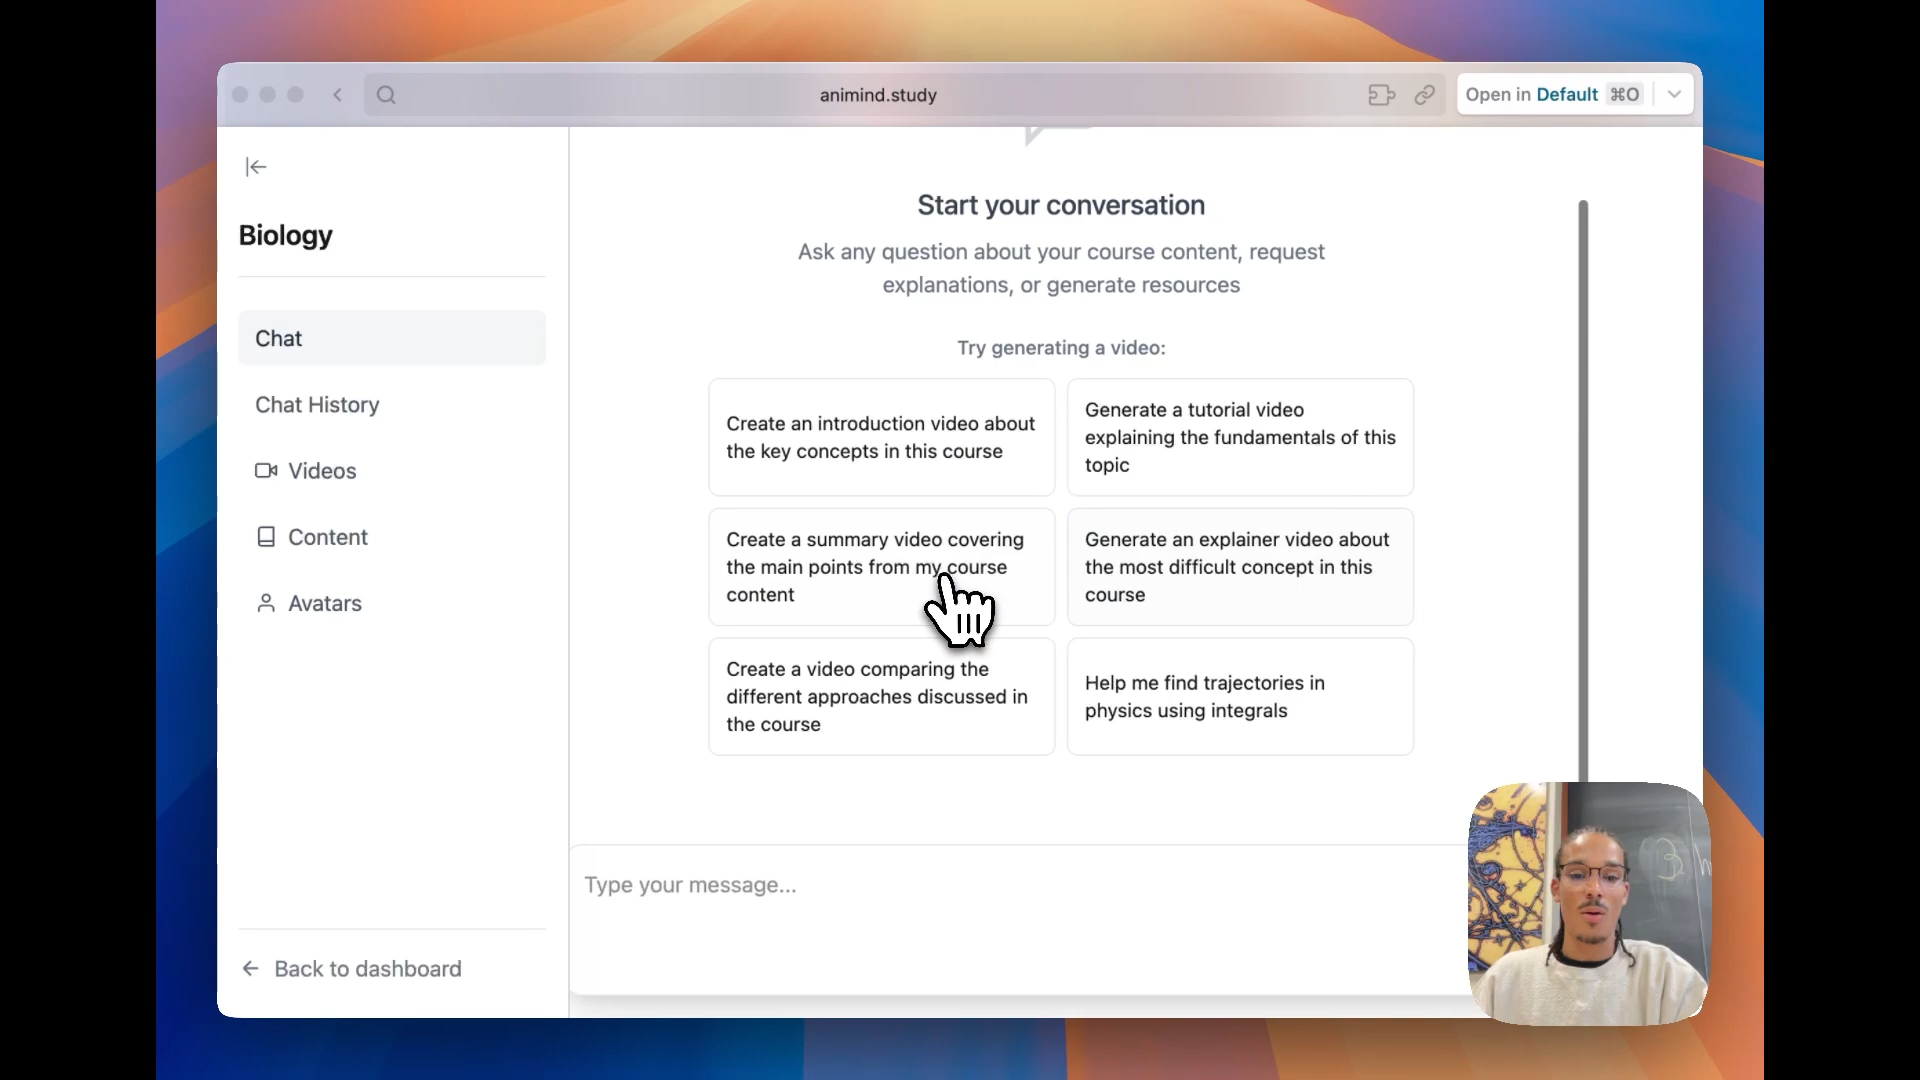 animind.study
Open in Default ⌘O
Biology
Chat
Chat History
Videos
Content
Avatars
Back to dashboard
Start your conversation
Ask any question about your course content, request
explanations, or generate resources
Try generating a video:
Create an introduction video about
the key concepts in this course
Generate a tutorial video
explaining the fundamentals of this
topic
Create a summary video covering
the main points from my course
content
Generate an explainer video about
the most difficult concept in this
course
Create a video comparing the
different approaches discussed in
the course
Help me find trajectories in
physics using integrals
Type your message...